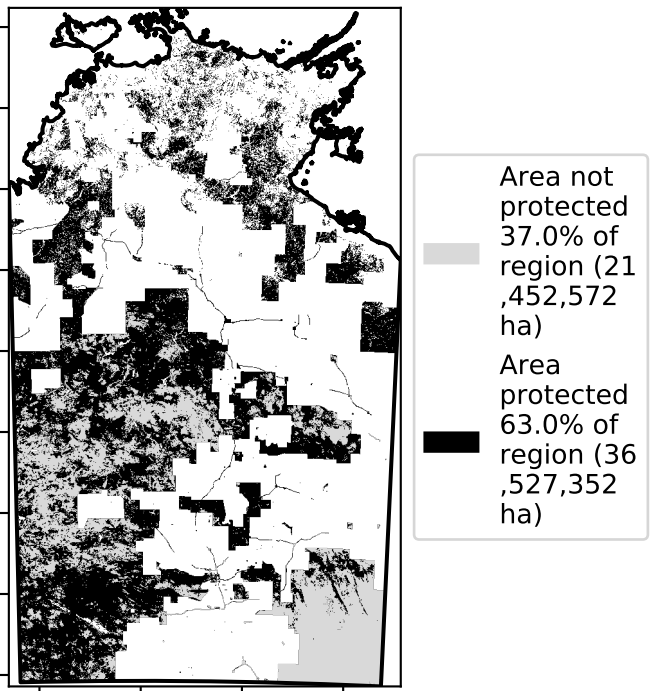 Area not
protected
37.0% of
region (21
,452,572
ha)
Area
protected
63.0% of
region (36
,527,352
ha)